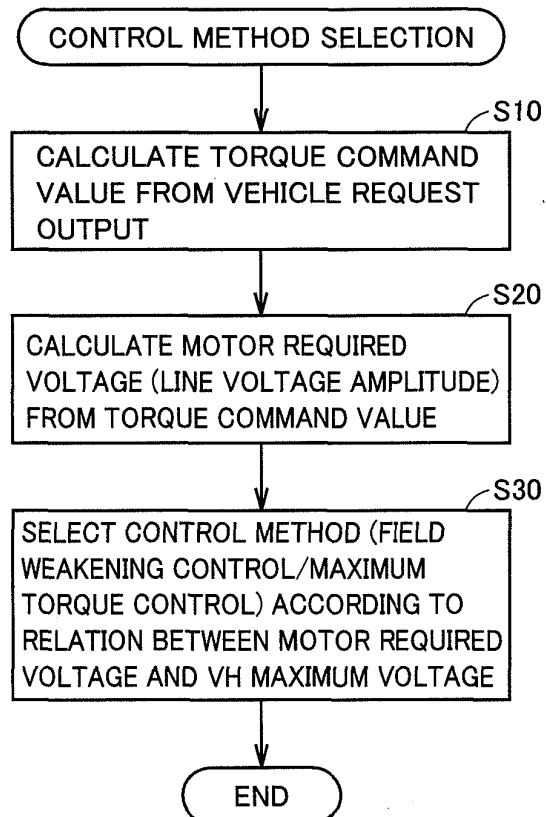 CONTROL METHOD SELECTION
S10
CALCULATE TORQUE COMMAND
VALUE FROM VEHICLE REQUEST
OUTPUT
S20
CALCULATE MOTOR REQUIRED
VOLTAGE (LINE VOLTAGE AMPLITUDE)
FROM TORQUE COMMAND VALUE
S30
SELECT CONTROL METHOD (FIELD
WEAKENING CONTROL/MAXIMUM
TORQUE CONTROL) ACCORDING TO
RELATION BETWEEN MOTOR REQUIRED
VOLTAGE AND VH MAXIMUM VOLTAGE
END